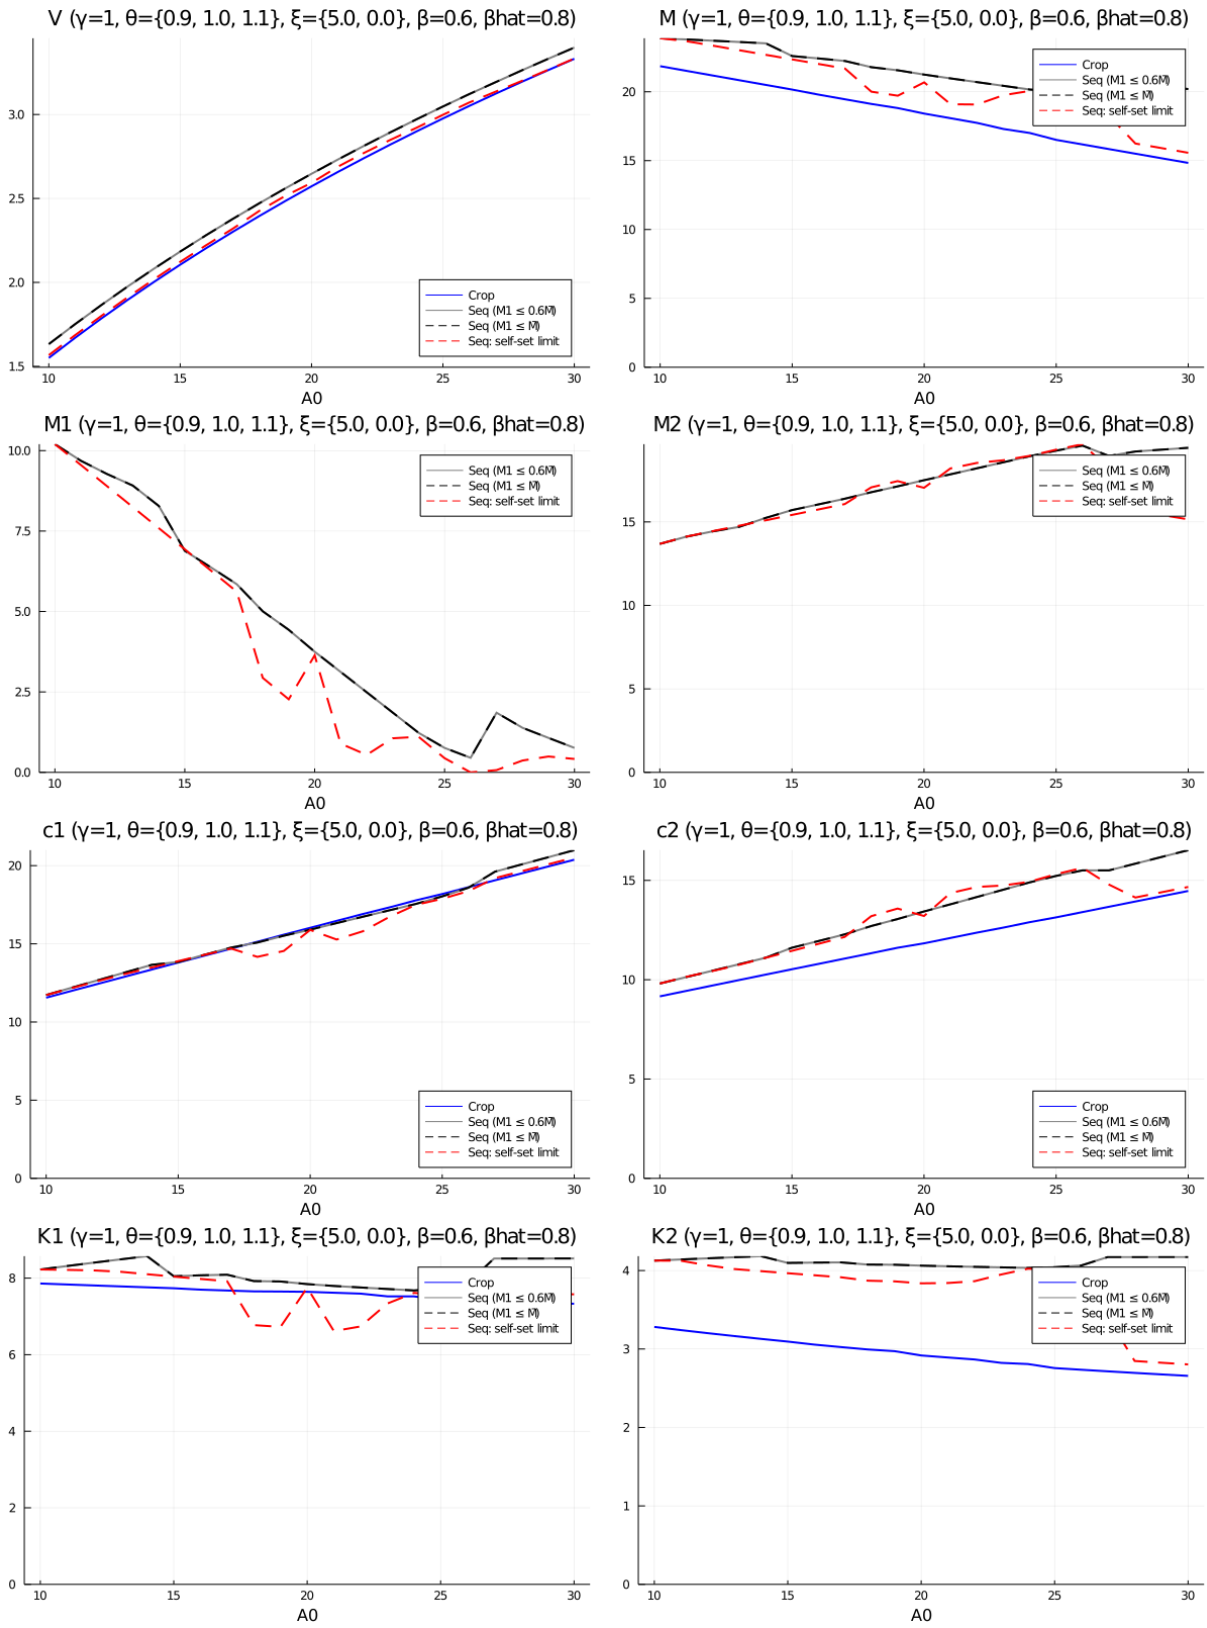 V (γ=1, θ={0.9, 1.0, 1.1}, ξ={5.0, 0.0}, β=0.6, βhat=0.8)
3.0
2.5
2.0
1.5
Crop
Seq (M1 ≤ 0.6M̄)
Seq (M1 ≤ M̄)
Seq: self-set limit
10 15 20 25 30
A0
M (γ=1, θ={0.9, 1.0, 1.1}, ξ={5.0, 0.0}, β=0.6, βhat=0.8)
20
15
10
5
0
Crop
Seq (M1 ≤ 0.6M̄)
Seq (M1 ≤ M̄)
Seq: self-set limit
10 15 20 25 30
A0
M1 (γ=1, θ={0.9, 1.0, 1.1}, ξ={5.0, 0.0}, β=0.6, βhat=0.8)
10.0
7.5
5.0
2.5
0.0
Seq (M1 ≤ 0.6M̄)
Seq (M1 ≤ M̄)
Seq: self-set limit
10 15 20 25 30
A0
M2 (γ=1, θ={0.9, 1.0, 1.1}, ξ={5.0, 0.0}, β=0.6, βhat=0.8)
15
10
5
0
Seq (M1 ≤ 0.6M̄)
Seq (M1 ≤ M̄)
Seq: self-set limit
10 15 20 25 30
A0
c1 (γ=1, θ={0.9, 1.0, 1.1}, ξ={5.0, 0.0}, β=0.6, βhat=0.8)
20
15
10
5
0
Crop
Seq (M1 ≤ 0.6M̄)
Seq (M1 ≤ M̄)
Seq: self-set limit
10 15 20 25 30
A0
c2 (γ=1, θ={0.9, 1.0, 1.1}, ξ={5.0, 0.0}, β=0.6, βhat=0.8)
15
10
5
0
Crop
Seq (M1 ≤ 0.6M̄)
Seq (M1 ≤ M̄)
Seq: self-set limit
10 15 20 25 30
A0
K1 (γ=1, θ={0.9, 1.0, 1.1}, ξ={5.0, 0.0}, β=0.6, βhat=0.8)
8
6
4
2
0
Crop
Seq (M1 ≤ 0.6M̄)
Seq (M1 ≤ M̄)
Seq: self-set limit
10 15 20 25 30
A0
K2 (γ=1, θ={0.9, 1.0, 1.1}, ξ={5.0, 0.0}, β=0.6, βhat=0.8)
4
3
2
1
0
Crop
Seq (M1 ≤ 0.6M̄)
Seq (M1 ≤ M̄)
Seq: self-set limit
10 15 20 25 30
A0